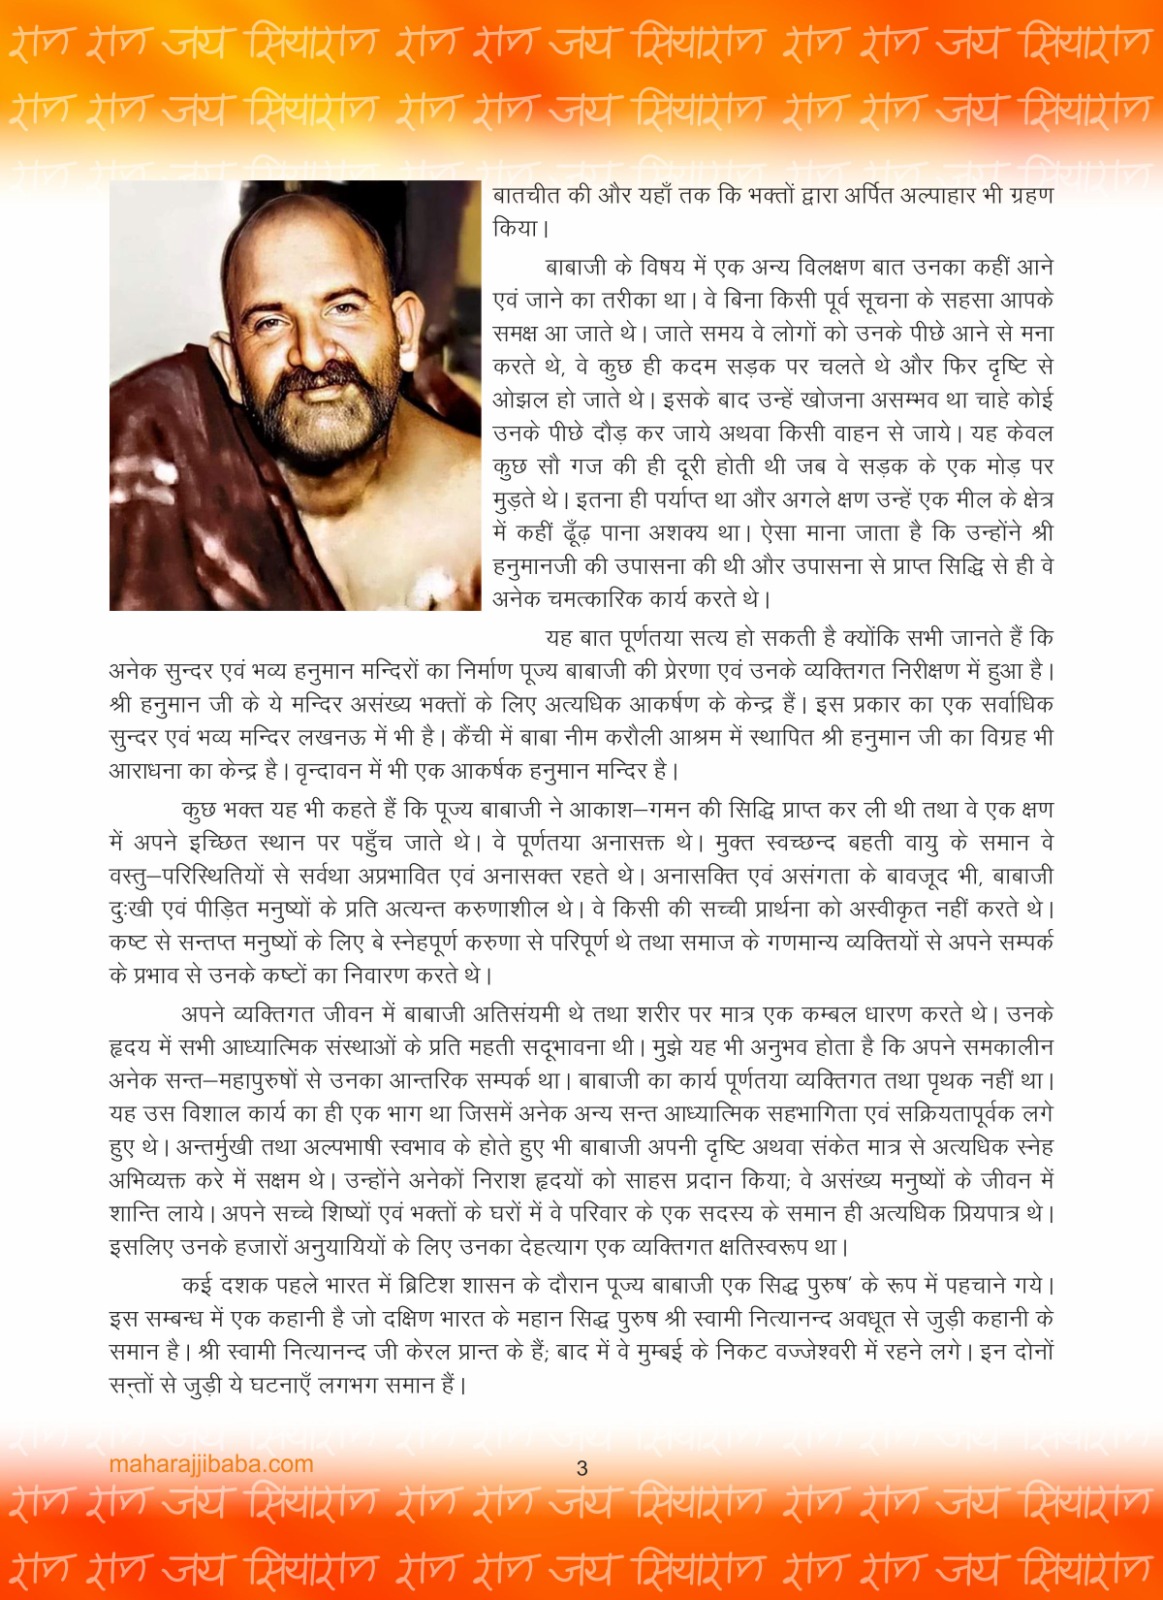 राम राम जय सियाराम राम राम जय सियाराम राम राम जय सियाराम
राम राम जय सियाराम राम राम जय सियाराम राम राम जय सियाराम
बातचीत की और यहाँ तक कि भक्तों द्वारा अर्पित अल्पाहार भी ग्रहण
किया।
बाबाजी के विषय में एक अन्य विलक्षण बात उनका कहीं आने
एवं जाने का तरीका था। वे बिना किसी पूर्व सूचना के सहसा आपके
समक्ष आ जाते थे। जाते समय वे लोगों को उनके पीछे आने से मना
करते थे, वे कुछ ही कदम सड़क पर चलते थे और फिर दृष्टि से
ओझल हो जाते थे। इसके बाद उन्हें खोजना असम्भव था चाहे कोई
उनके पीछे दौड़ कर जाये अथवा किसी वाहन से जाये। यह केवल
कुछ सौ गज की ही दूरी होती थी जब वे सड़क के एक मोड़ पर
मुड़ते थे। इतना ही पर्याप्त था और अगले क्षण उन्हें एक मील के क्षेत्र
में कहीं ढूँढ़ पाना अशक्य था। ऐसा माना जाता है कि उन्होंने श्री
हनुमानजी की उपासना की थी और उपासना से प्राप्त सिद्धि से ही वे
अनेक चमत्कारिक कार्य करते थे।
यह बात पूर्णतया सत्य हो सकती है क्योंकि सभी जानते हैं कि
अनेक सुन्दर एवं भव्य हनुमान मन्दिरों का निर्माण पूज्य बाबाजी की प्रेरणा एवं उनके व्यक्तिगत निरीक्षण में हुआ है।
श्री हनुमान जी के ये मन्दिर असंख्य भक्तों के लिए अत्यधिक आकर्षण के केन्द्र हैं। इस प्रकार का एक सर्वाधिक
सुन्दर एवं भव्य मन्दिर लखनऊ में भी है। कैंची में बाबा नीम करौली आश्रम में स्थापित श्री हनुमान जी का विग्रह भी
आराधना का केन्द्र है। वृन्दावन में भी एक आकर्षक हनुमान मन्दिर है।
कुछ भक्त यह भी कहते हैं कि पूज्य बाबाजी ने आकाश–गमन की सिद्धि प्राप्त कर ली थी तथा वे एक क्षण
में अपने इच्छित स्थान पर पहुँच जाते थे। वे पूर्णतया अनासक्त थे। मुक्त स्वच्छन्द बहती वायु के समान वे
वस्तु–परिस्थितियों से सर्वथा अप्रभावित एवं अनासक्त रहते थे। अनासक्ति एवं असंगता के बावजूद भी, बाबाजी
दुःखी एवं पीड़ित मनुष्यों के प्रति अत्यन्त करुणाशील थे। वे किसी की सच्ची प्रार्थना को अस्वीकृत नहीं करते थे।
कष्ट से सन्तप्त मनुष्यों के लिए बे स्नेहपूर्ण करुणा से परिपूर्ण थे तथा समाज के गणमान्य व्यक्तियों से अपने सम्पर्क
के प्रभाव से उनके कष्टों का निवारण करते थे।
अपने व्यक्तिगत जीवन में बाबाजी अतिसंयमी थे तथा शरीर पर मात्र एक कम्बल धारण करते थे। उनके
हृदय में सभी आध्यात्मिक संस्थाओं के प्रति महती सदूभावना थी। मुझे यह भी अनुभव होता है कि अपने समकालीन
अनेक सन्त–महापुरुषों से उनका आन्तरिक सम्पर्क था। बाबाजी का कार्य पूर्णतया व्यक्तिगत तथा पृथक नहीं था।
यह उस विशाल कार्य का ही एक भाग था जिसमें अनेक अन्य सन्त आध्यात्मिक सहभागिता एवं सक्रियतापूर्वक लगे
हुए थे। अन्तर्मुखी तथा अल्पभाषी स्वभाव के होते हुए भी बाबाजी अपनी दृष्टि अथवा संकेत मात्र से अत्यधिक स्नेह
अभिव्यक्त करे में सक्षम थे। उन्होंने अनेकों निराश हृदयों को साहस प्रदान किया; वे असंख्य मनुष्यों के जीवन में
शान्ति लाये। अपने सच्चे शिष्यों एवं भक्तों के घरों में वे परिवार के एक सदस्य के समान ही अत्यधिक प्रियपात्र थे।
इसलिए उनके हजारों अनुयायियों के लिए उनका देहत्याग एक व्यक्तिगत क्षतिस्वरूप था।
कई दशक पहले भारत में ब्रिटिश शासन के दौरान पूज्य बाबाजी एक सिद्ध पुरुष’ के रूप में पहचाने गये।
इस सम्बन्ध में एक कहानी है जो दक्षिण भारत के महान सिद्ध पुरुष श्री स्वामी नित्यानन्द अवधूत से जुड़ी कहानी के
समान है। श्री स्वामी नित्यानन्द जी केरल प्रान्त के हैं; बाद में वे मुम्बई के निकट वज्जेश्वरी में रहने लगे। इन दोनों
सन्तों से जुड़ी ये घटनाएँ लगभग समान हैं।
maharajjibaba.com
3
राम राम जय सियाराम राम राम जय सियाराम राम राम जय सियाराम
राम राम जय सियाराम राम राम जय सियाराम राम राम जय सियाराम